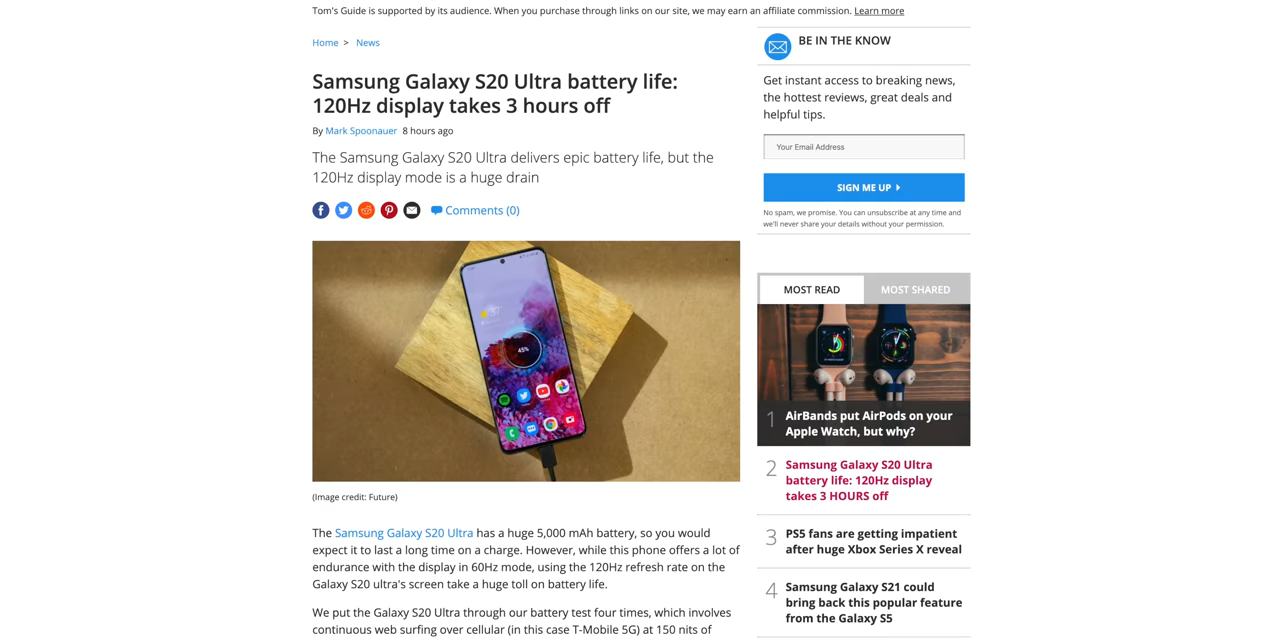 Tom's Guide is supported by its audience. When you purchase through links on our site, we may earn an affiliate commission. Learn more
Home > News
Samsung Galaxy S20 Ultra battery life:
120Hz display takes 3 hours off
By Mark Spoonauer 8 hours ago
The Samsung Galaxy S20 Ultra delivers epic battery life, but the
120Hz display mode is a huge drain
Comments (0)
45%
(Image credit: Future)
The Samsung Galaxy S20 Ultra has a huge 5,000 mAh battery, so you would
expect it to last a long time on a charge. However, while this phone offers a lot of
endurance with the display in 60Hz mode, using the 120Hz refresh rate on the
Galaxy S20 ultra's screen take a huge toll on battery life.
We put the Galaxy S20 Ultra through our battery test four times, which involves
continuous web surfing over cellular (in this case T-Mobile 5G) at 150 nits of
BE IN THE KNOW
Get instant access to breaking news,
the hottest reviews, great deals and
helpful tips.
Your Email Address
SIGN ME UP
No spam, we promise. You can unsubscribe at any time and
we'll never share your details without your permission.
MOST READ
MOST SHARED
1
AirBands put AirPods on your
Apple Watch, but why?
2
Samsung Galaxy S20 Ultra
battery life: 120Hz display
takes 3 HOURS off
3
PS5 fans are getting impatient
after huge Xbox Series X reveal
4
Samsung Galaxy S21 could
bring back this popular feature
from the Galaxy S5